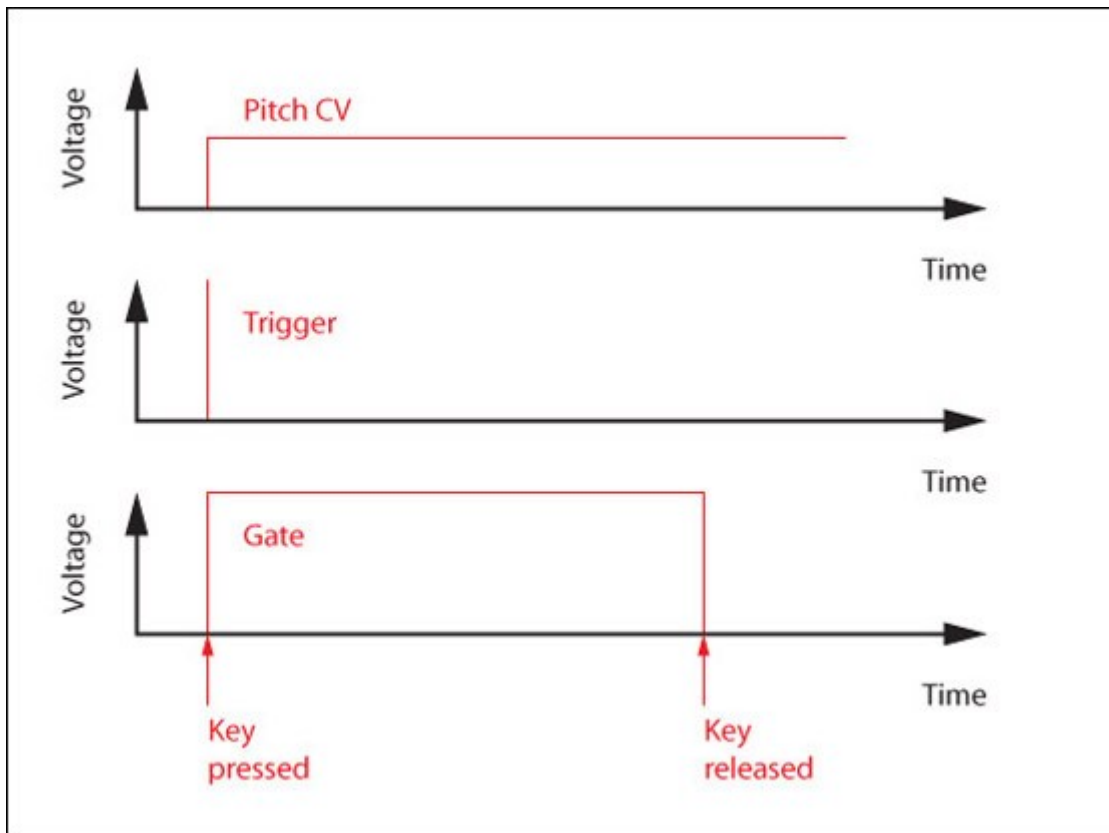 Voltage
Pitch CV
Time
Voltage
Trigger
Time
Voltage
Gate
Time
Key
pressed
Key
released